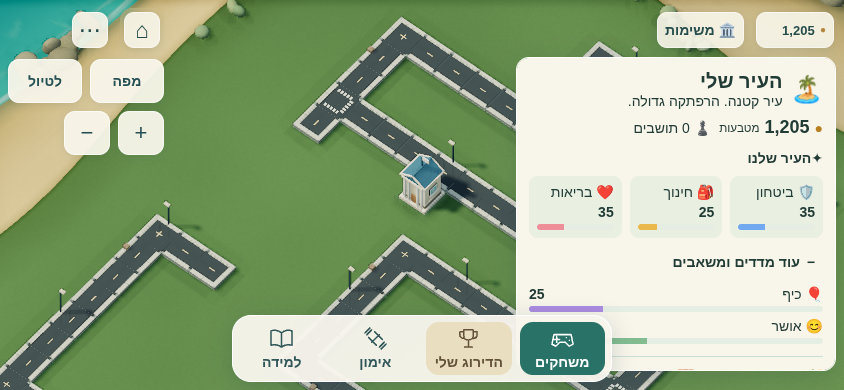 1,205
משימות
לטיול
מפה
+
−
העיר שלי
עיר קטנה. הרפתקה גדולה.
1,205 מטבעות 0 תושבים
העיר שלנו
ביטחון 35
חינוך 25
בריאות 35
− עוד מדדים ומשאבים
כיף 25
אושר
משחקים
הדירוג שלי
אימון
למידה